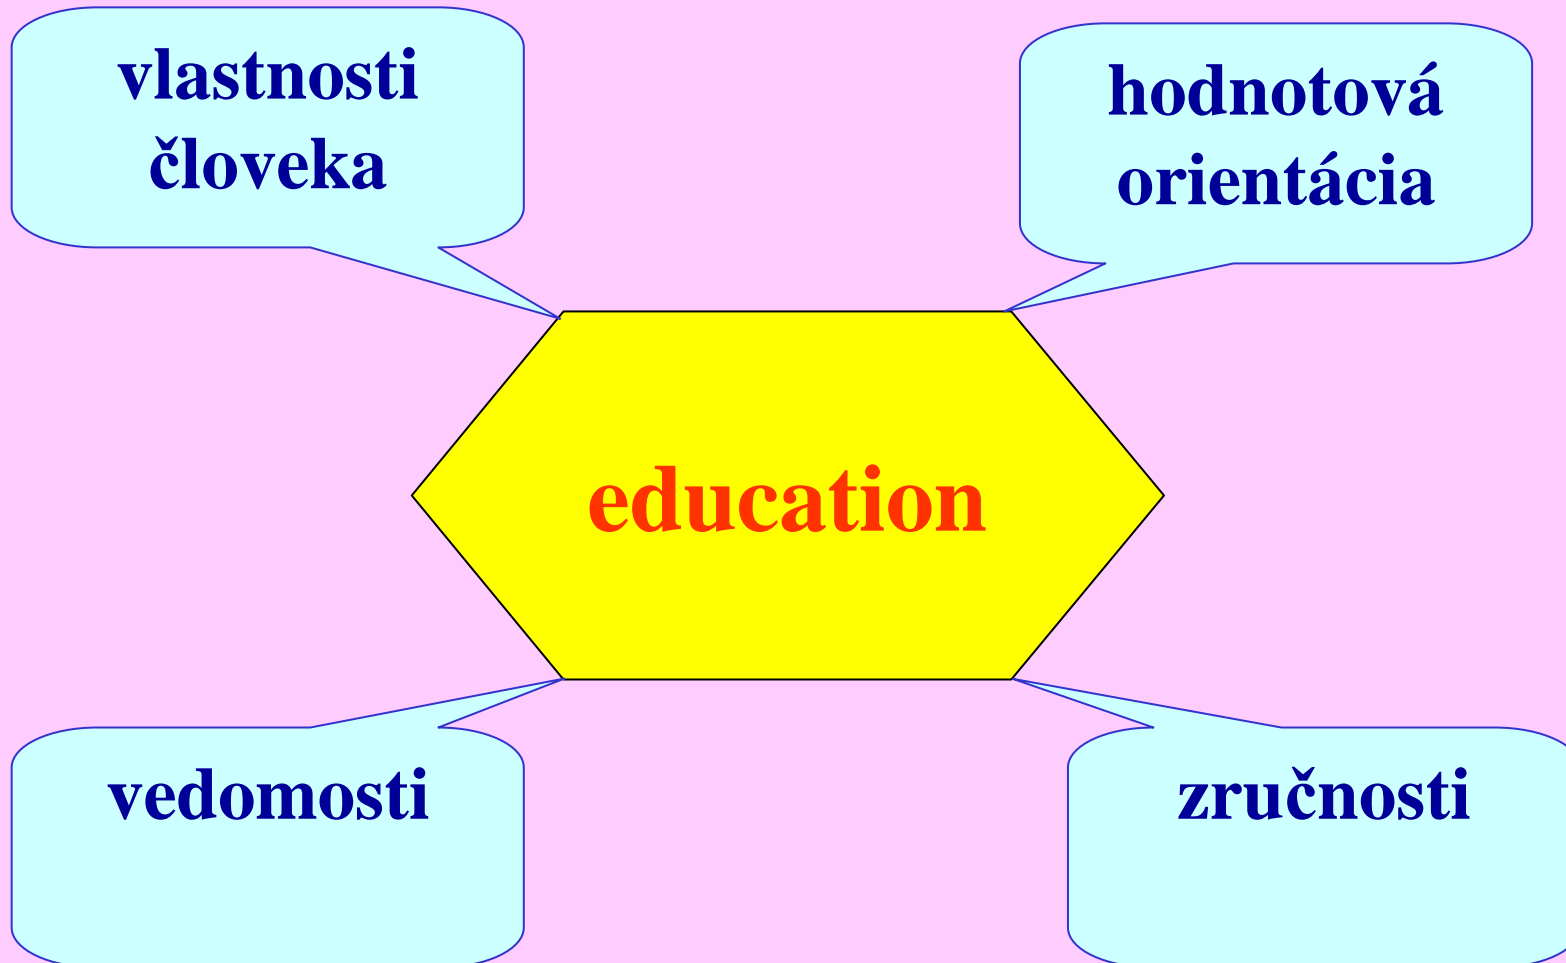 vlastnosti
človeka
hodnotová
orientácia
education
vedomosti
zručnosti